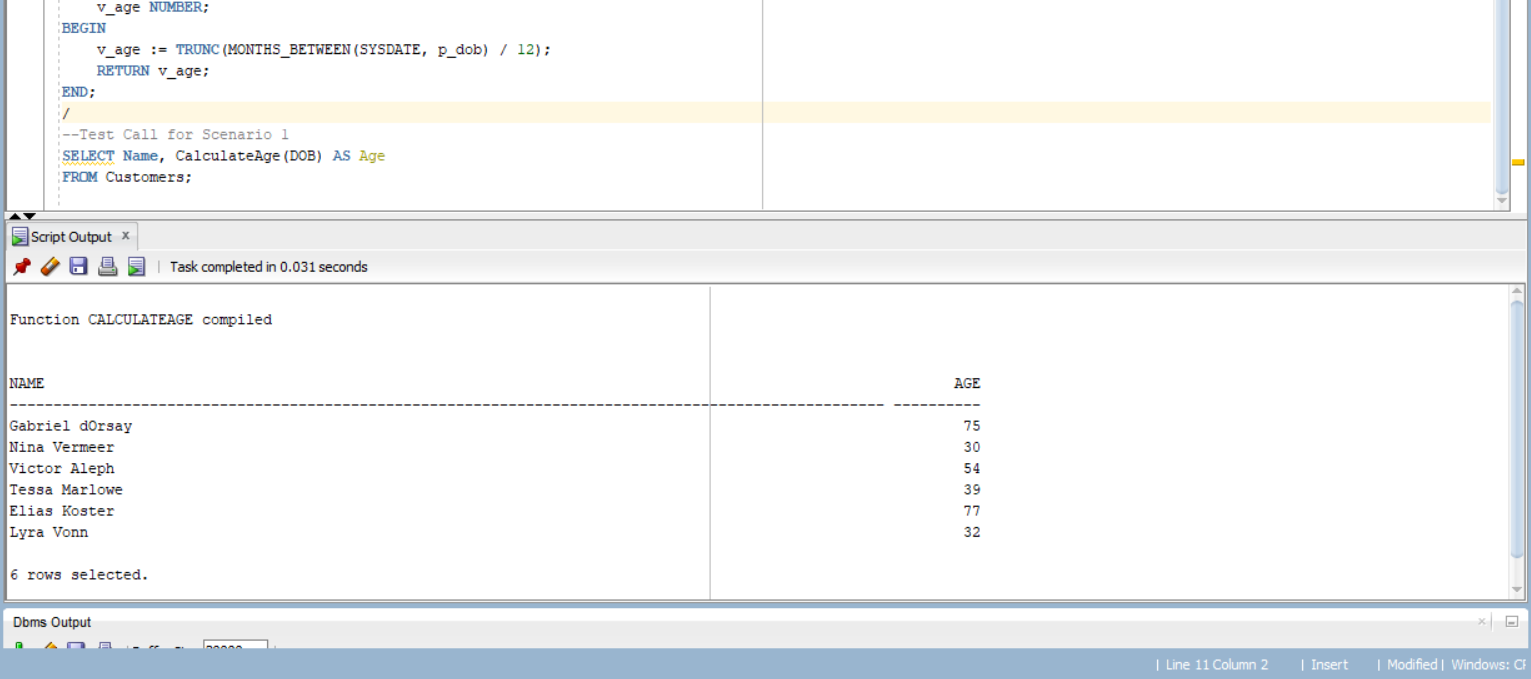 v_age NUMBER;
BEGIN
v_age := TRUNC(MONTHS_BETWEEN(SYSDATE, p_dob) / 12);
RETURN v_age;
END;
/
--Test Call for Scenario 1
SELECT Name, CalculateAge(DOB) AS Age
FROM Customers;
Script Output x
| Task completed in 0.031 seconds
Function CALCULATEAGE compiled
NAME AGE
---------------------------------------------------------------------------------------------------- ----------
Gabriel dOrsay 75
Nina Vermeer 30
Victor Aleph 54
Tessa Marlowe 39
Elias Koster 77
Lyra Vonn 32
6 rows selected.
Dbms Output
| Line 11 Column 2 | Insert | Modified | Windows: CF